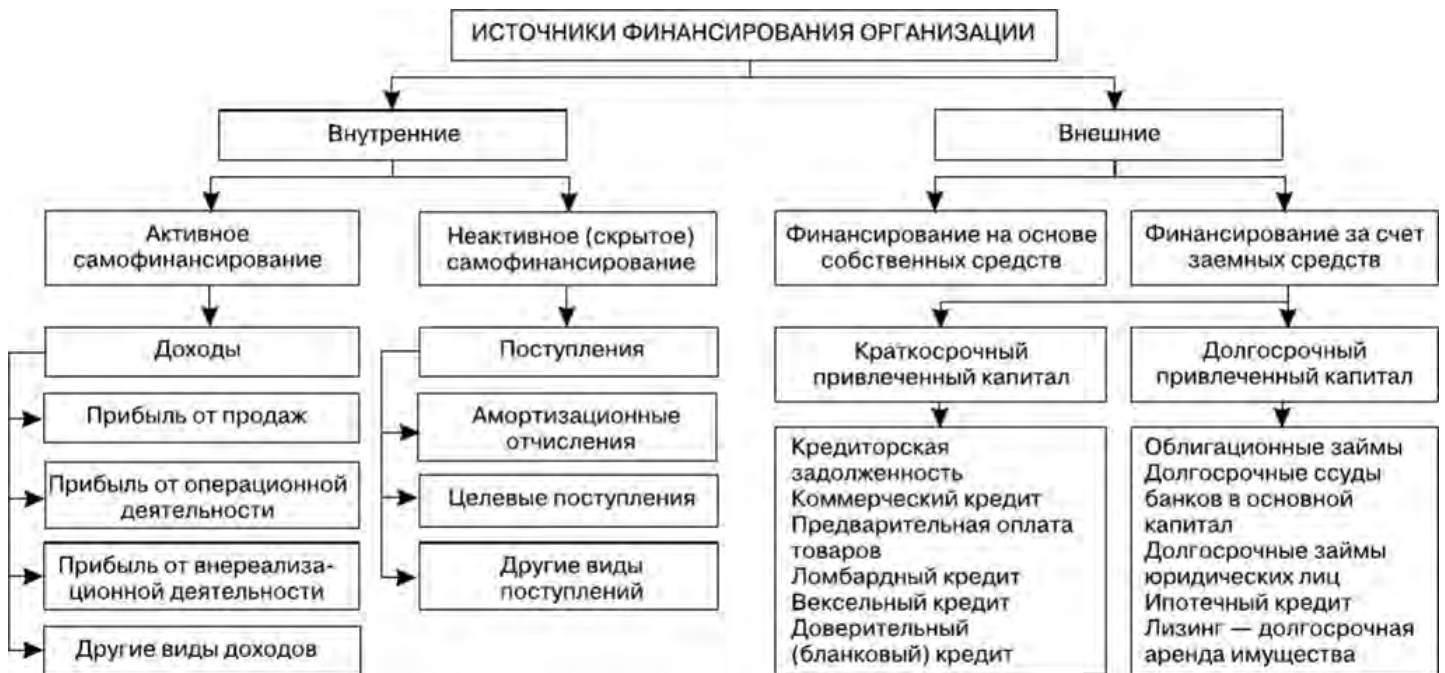 ИСТОЧНИКИ ФИНАНСИРОВАНИЯ ОРГАНИЗАЦИИ
Внутренние
Внешние
Активное
самофинансирование
Неактивное (скрытое)
самофинансирование
Финансирование на основе
собственных средств
Финансирование за счет
заемных средств
Доходы
Поступления
Краткосрочный
привлеченный капитал
Долгосрочный
привлеченный капитал
Прибыль от продаж
Прибыль от операционной
деятельности
Прибыль от внереализа-
ционной деятельности
Другие виды доходов
Амортизационные
отчисления
Целевые поступления
Другие виды
поступлений
Кредиторская
задолженность
Коммерческий кредит
Предварительная оплата
товаров
Ломбардный кредит
Вексельный кредит
Доверительный
(бланковый) кредит
Облигационные займы
Долгосрочные ссуды
банков в основной
капитал
Долгосрочные займы
юридических лиц
Ипотечный кредит
Лизинг — долгосрочная
аренда имущества